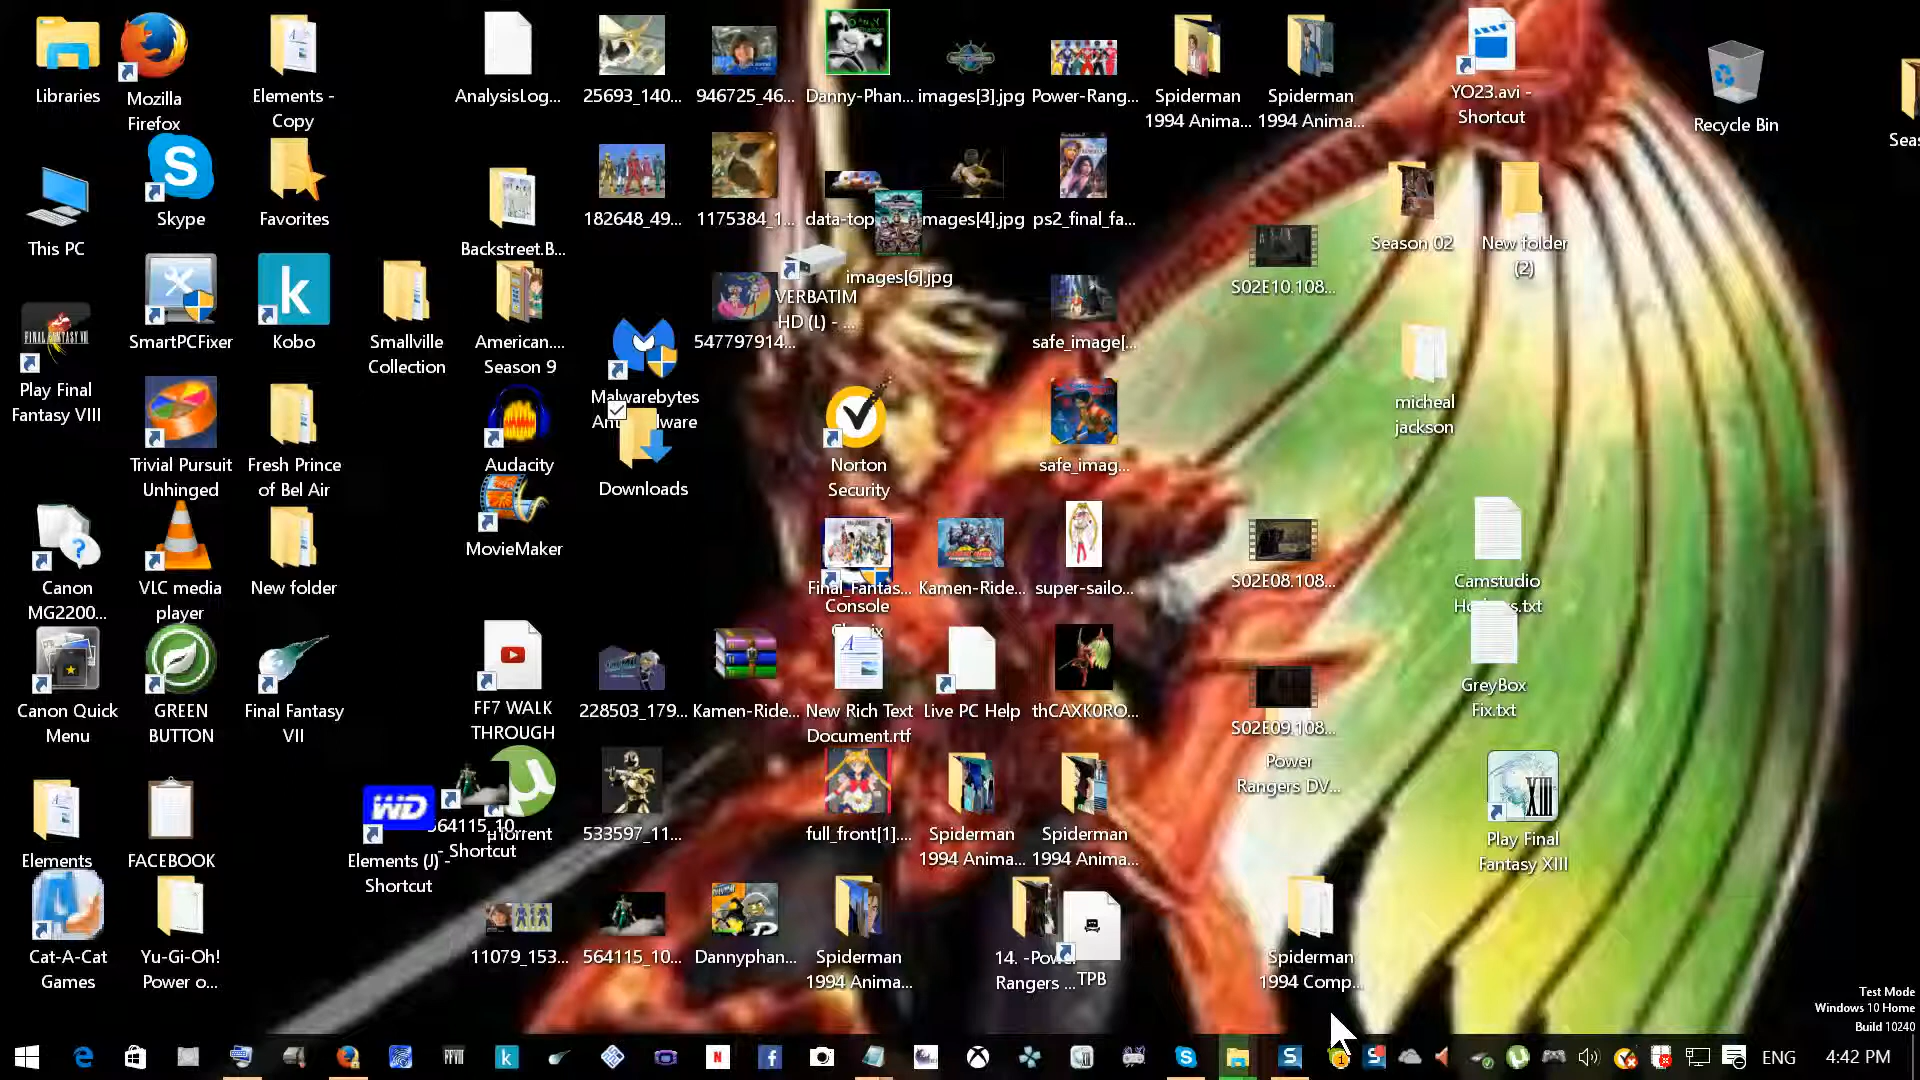 Libraries
Mozilla
Firefox
Elements -
Copy
AnalysisLog...
25693_140...
946725_46...
Danny-Phan...
images[3].jpg
Power-Rang...
Spiderman
1994 Anima...
Spiderman
1994 Anima...
YO23.avi -
Shortcut
Recycle Bin
Seas
This PC
Skype
Favorites
Backstreet.B...
182648_49...
1175384_1...
data-top
mages[4].jpg
ps2_final_fa...
images[6].jpg
S02E10.108...
Season 02
New folder
(2)
FINAL FANTASY VIII
Play Final
Fantasy VIII
SmartPCFixer
Kobo
Smallville
Collection
American....
Season 9
Malwarebytes
547797914...
VERBATIM
HD (L) - ...
safe_image[...
micheal
jackson
Trivial Pursuit
Unhinged
Fresh Prince
of Bel Air
Audacity
Downloads
Norton
Security
safe_imag...
Canon
MG2200...
VLC media
player
New folder
MovieMaker
Final_Fantas...
Console
Kamen-Ride...
super-sailo...
S02E08.108...
Camstudio
Canon Quick
Menu
GREEN
BUTTON
Final Fantasy
VII
FF7 WALK
THROUGH
228503_179...
Kamen-Ride...
New Rich Text
Document.rtf
Live PC Help
thCAXK0RO...
S02E09.108...
GreyBox
Fix.txt
Power
Rangers DV...
XIII
Play Final
Fantasy XIII
Elements
FACEBOOK
WD
Elements (J) -
Shortcut
564115_10
- Shortcut
533597_11...
full_front[1]....
Spiderman
1994 Anima...
Spiderman
1994 Anima...
Cat-A-Cat
Games
Yu-Gi-Oh!
Power o...
11079_153...
564115_10...
Dannyphan...
Spiderman
1994 Anima...
14. -Pow
Rangers ...
TPB
Spiderman
1994 Comp...
Test Mode
Windows 10 Home
Build 10240
ENG
4:42 PM